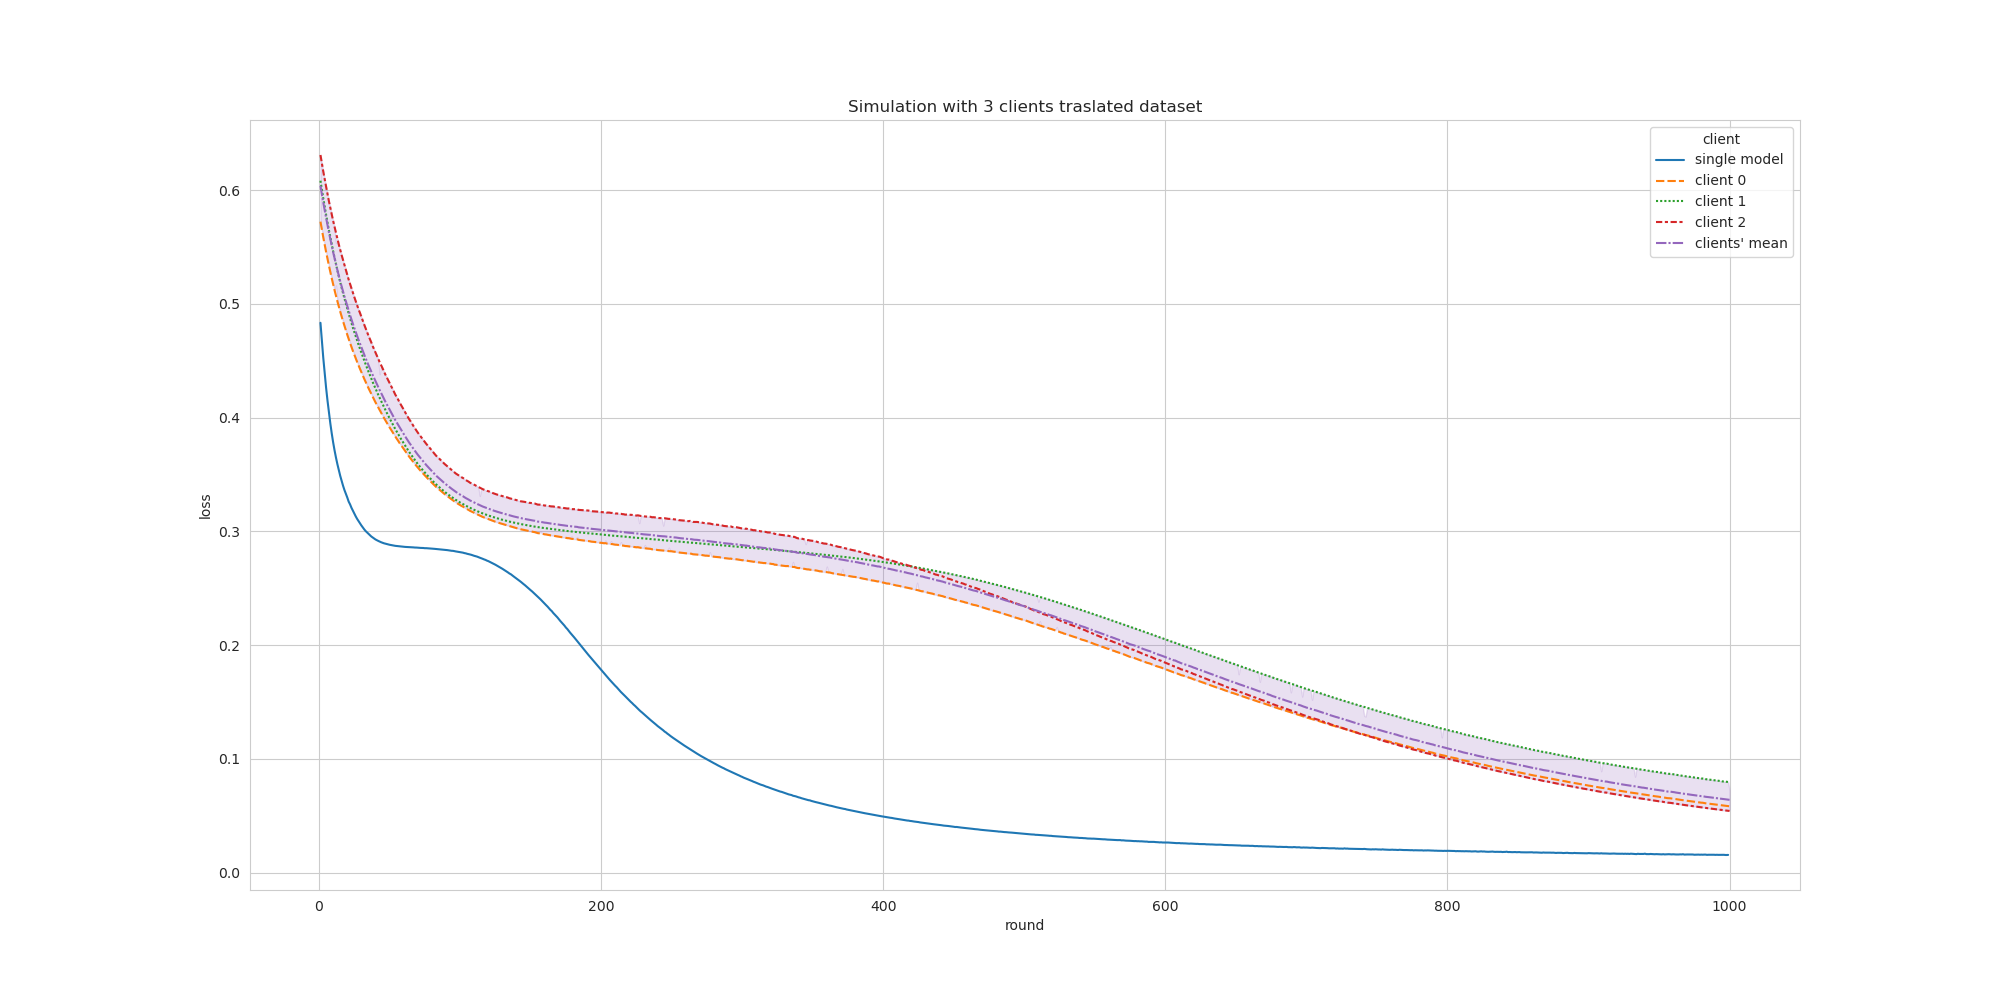 Simulation with 3 clients traslated dataset
client
single model
client 0
client 1
client 2
clients' mean
loss
0.6
0.5
0.4
0.3
0.2
0.1
0.0
0 200 400 600 800 1000
round